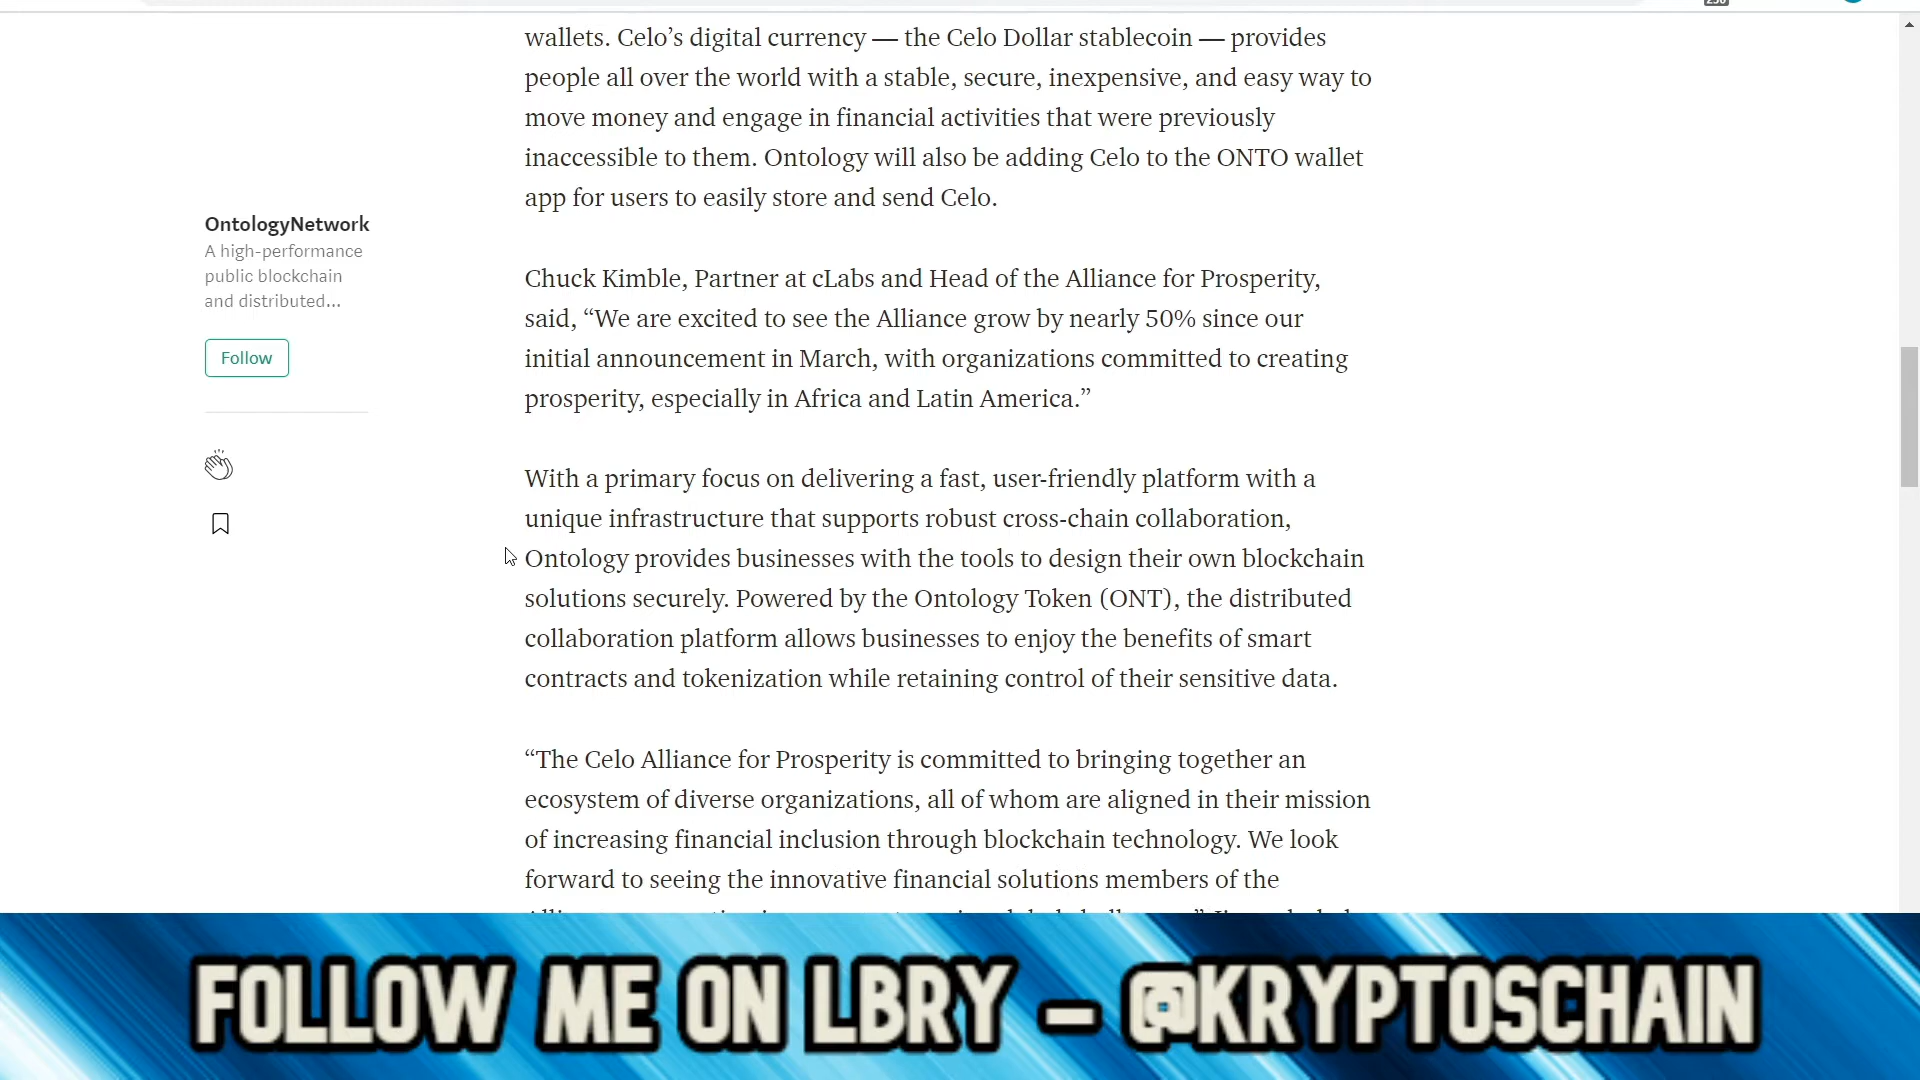 wallets. Celo’s digital currency — the Celo Dollar stablecoin — provides
people all over the world with a stable, secure, inexpensive, and easy way to
move money and engage in financial activities that were previously
inaccessible to them. Ontology will also be adding Celo to the ONTO wallet
app for users to easily store and send Celo.
OntologyNetwork
A high-performance
public blockchain
and distributed...
Follow
Chuck Kimble, Partner at cLabs and Head of the Alliance for Prosperity,
said, “We are excited to see the Alliance grow by nearly 50% since our
initial announcement in March, with organizations committed to creating
prosperity, especially in Africa and Latin America.”
With a primary focus on delivering a fast, user-friendly platform with a
unique infrastructure that supports robust cross-chain collaboration,
Ontology provides businesses with the tools to design their own blockchain
solutions securely. Powered by the Ontology Token (ONT), the distributed
collaboration platform allows businesses to enjoy the benefits of smart
contracts and tokenization while retaining control of their sensitive data.
“The Celo Alliance for Prosperity is committed to bringing together an
ecosystem of diverse organizations, all of whom are aligned in their mission
of increasing financial inclusion through blockchain technology. We look
forward to seeing the innovative financial solutions members of the
FOLLOW ME ON LBRY – @KRYPTOSCHAIN